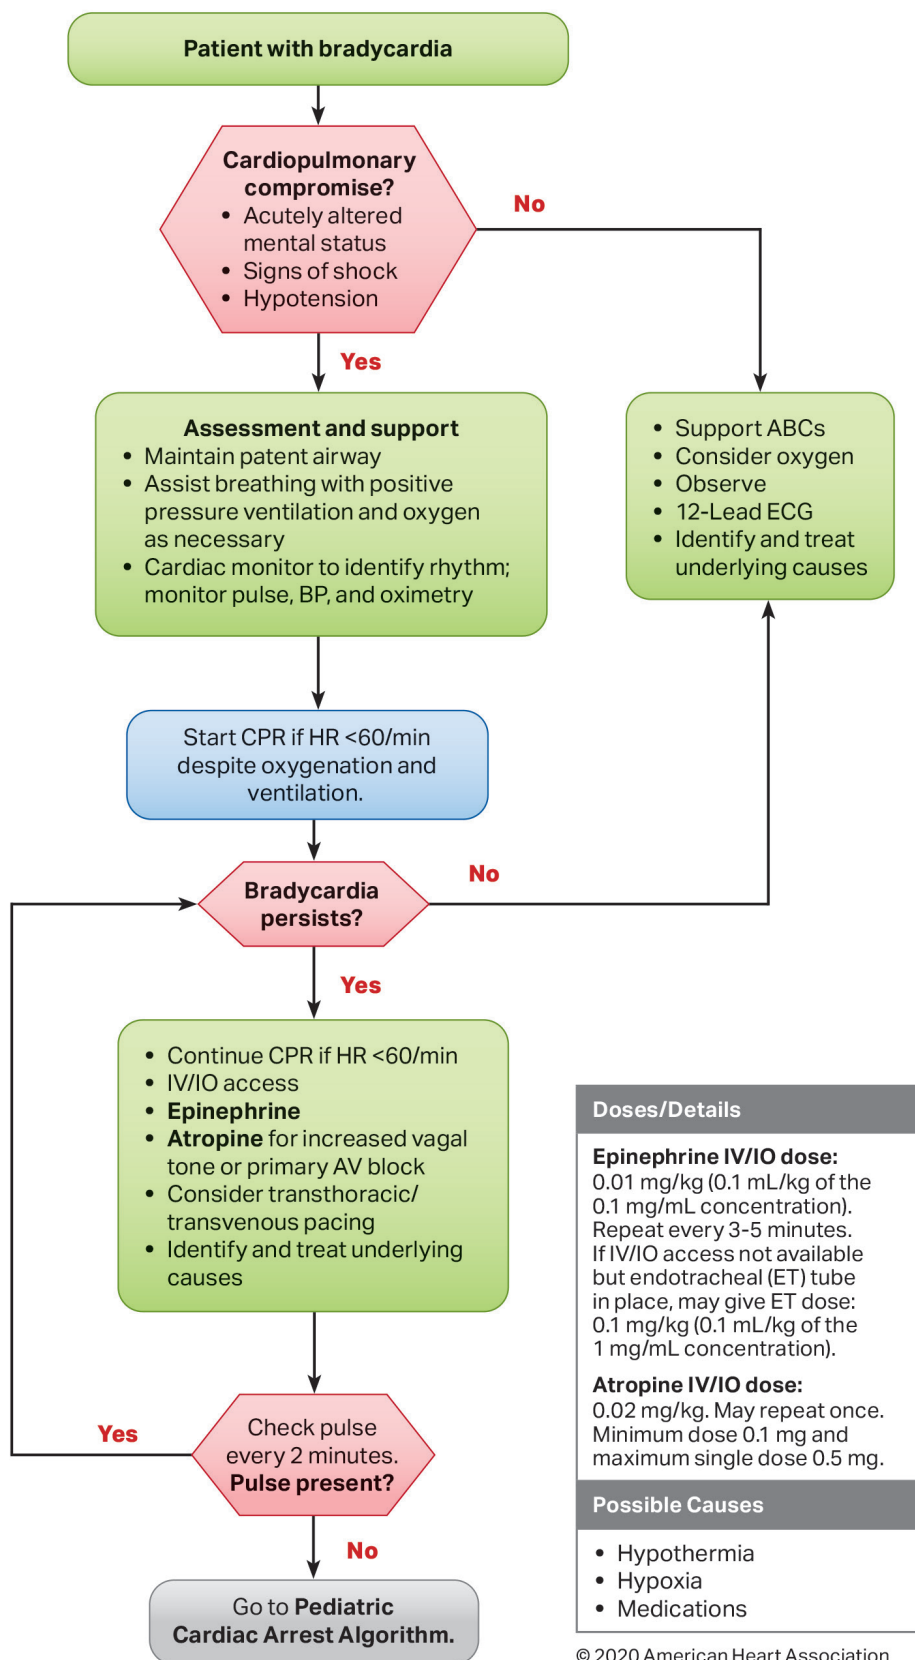 Patient with bradycardia
Cardiopulmonary
compromise?
• Acutely altered
mental status
• Signs of shock
• Hypotension
No
Yes
Assessment and support
• Maintain patent airway
• Assist breathing with positive
pressure ventilation and oxygen
as necessary
• Cardiac monitor to identify rhythm;
monitor pulse, BP, and oximetry
• Support ABCs
• Consider oxygen
• Observe
• 12-Lead ECG
• Identify and treat
underlying causes
Start CPR if HR <60/min
despite oxygenation and
ventilation.
Bradycardia
persists?
No
Yes
• Continue CPR if HR <60/min
• IV/IO access
• Epinephrine
• Atropine for increased vagal
tone or primary AV block
• Consider transthoracic/
transvenous pacing
• Identify and treat underlying
causes
Check pulse
every 2 minutes.
Pulse present?
Yes
No
Go to Pediatric
Cardiac Arrest Algorithm.
Doses/Details
Epinephrine IV/IO dose:
0.01 mg/kg (0.1 mL/kg of the
0.1 mg/mL concentration).
Repeat every 3-5 minutes.
If IV/IO access not available
but endotracheal (ET) tube
in place, may give ET dose:
0.1 mg/kg (0.1 mL/kg of the
1 mg/mL concentration).
Atropine IV/IO dose:
0.02 mg/kg. May repeat once.
Minimum dose 0.1 mg and
maximum single dose 0.5 mg.
Possible Causes
• Hypothermia
• Hypoxia
• Medications
© 2020 American Heart Association